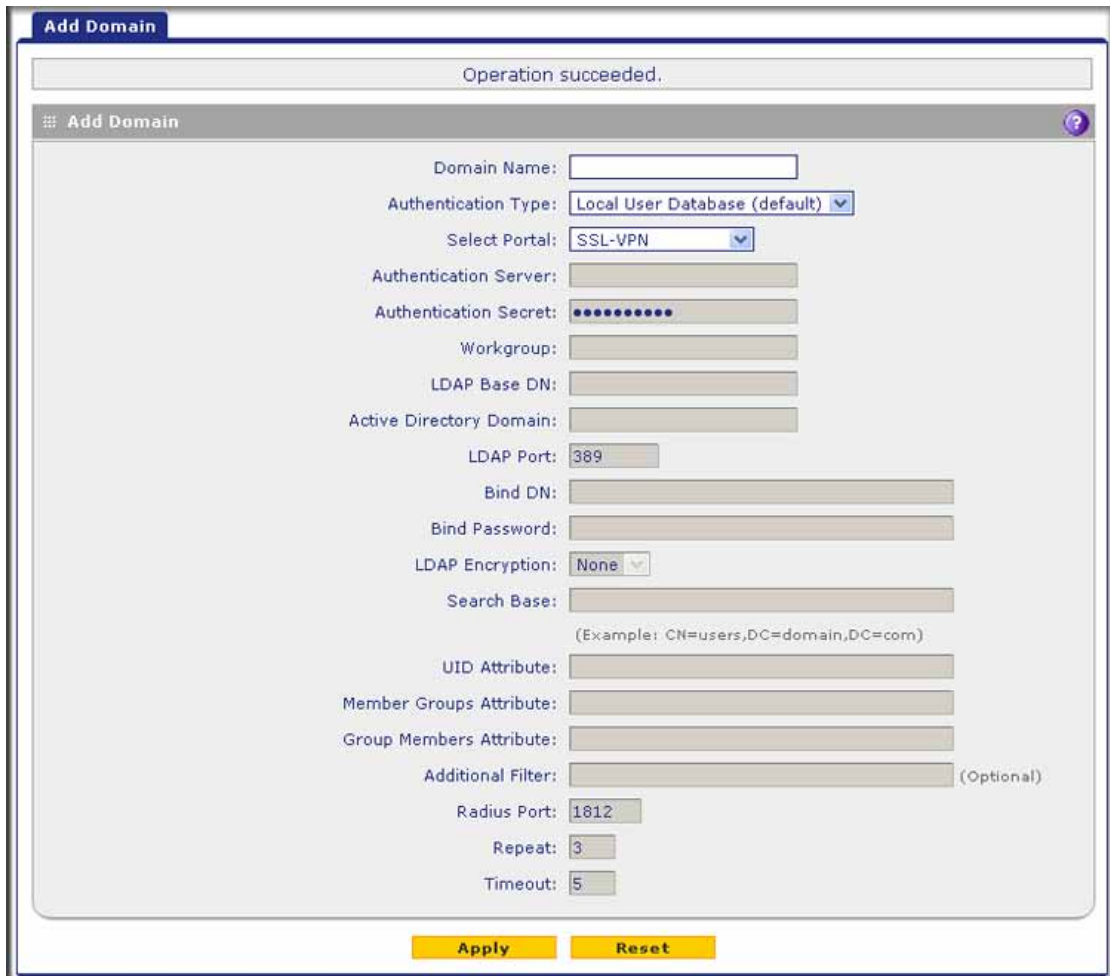 Add Domain
Operation succeeded.
Add Domain
?
Domain Name:
Authentication Type: Local User Database (default)
Select Portal: SSL-VPN
Authentication Server:
Authentication Secret: ••••••••••
Workgroup:
LDAP Base DN:
Active Directory Domain:
LDAP Port: 389
Bind DN:
Bind Password:
LDAP Encryption: None
Search Base:
(Example: CN=users,DC=domain,DC=com)
UID Attribute:
Member Groups Attribute:
Group Members Attribute:
Additional Filter: (Optional)
Radius Port: 1812
Repeat: 3
Timeout: 5
Apply Reset